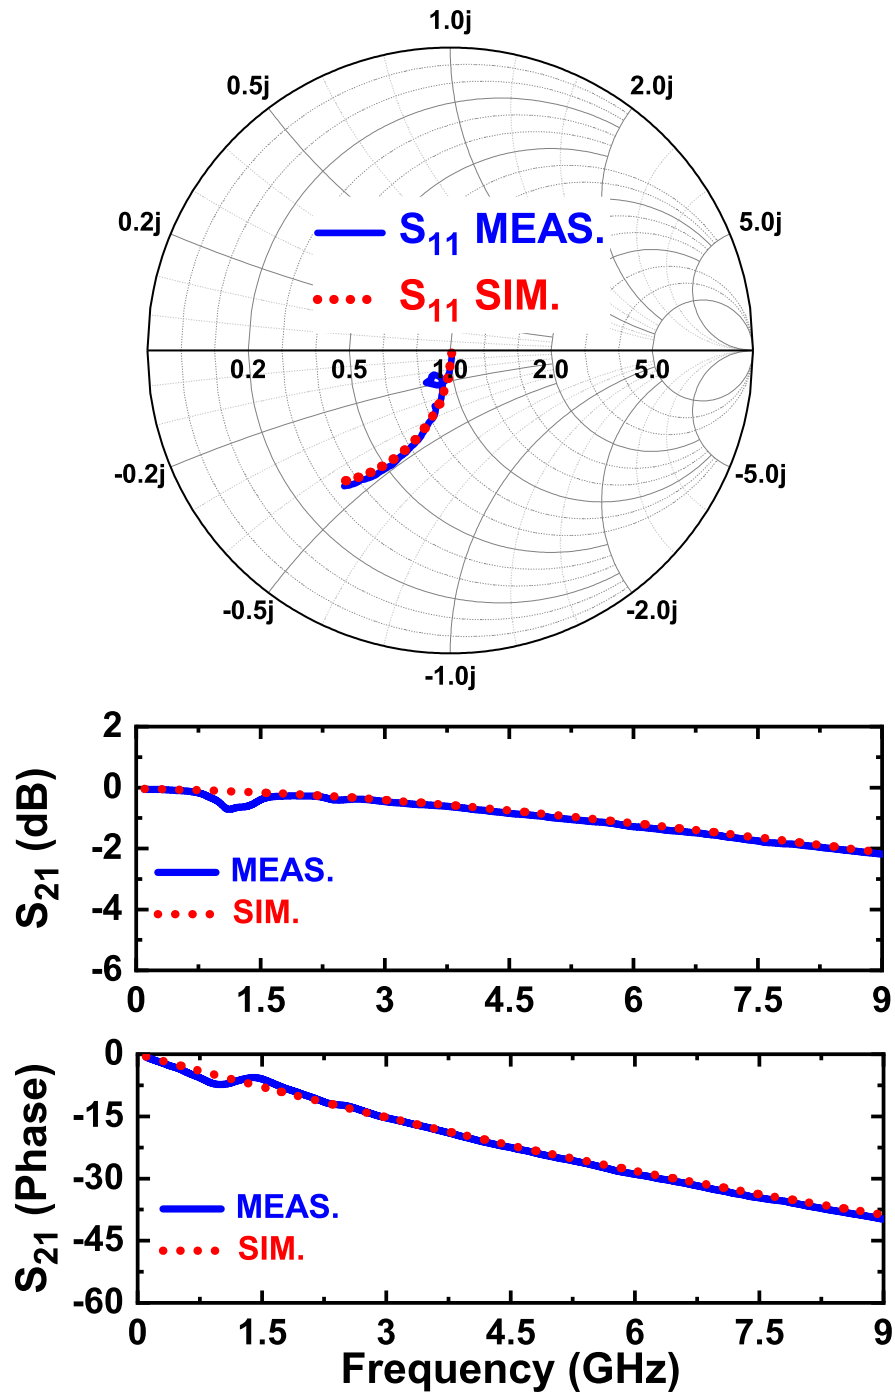 1.0j
0.5j 2.0j
0.2j 5.0j
S11 MEAS.
S11 SIM.
0.2 0.5 1.0 2.0 5.0
-0.2j -5.0j
-0.5j -2.0j
-1.0j
2
0
-2
-4
-6
S21 (dB)
MEAS.
SIM.
0 1.5 3 4.5 6 7.5 9
0
-15
-30
-45
-60
S21 (Phase)
MEAS.
SIM.
0 1.5 3 4.5 6 7.5 9
Frequency (GHz)